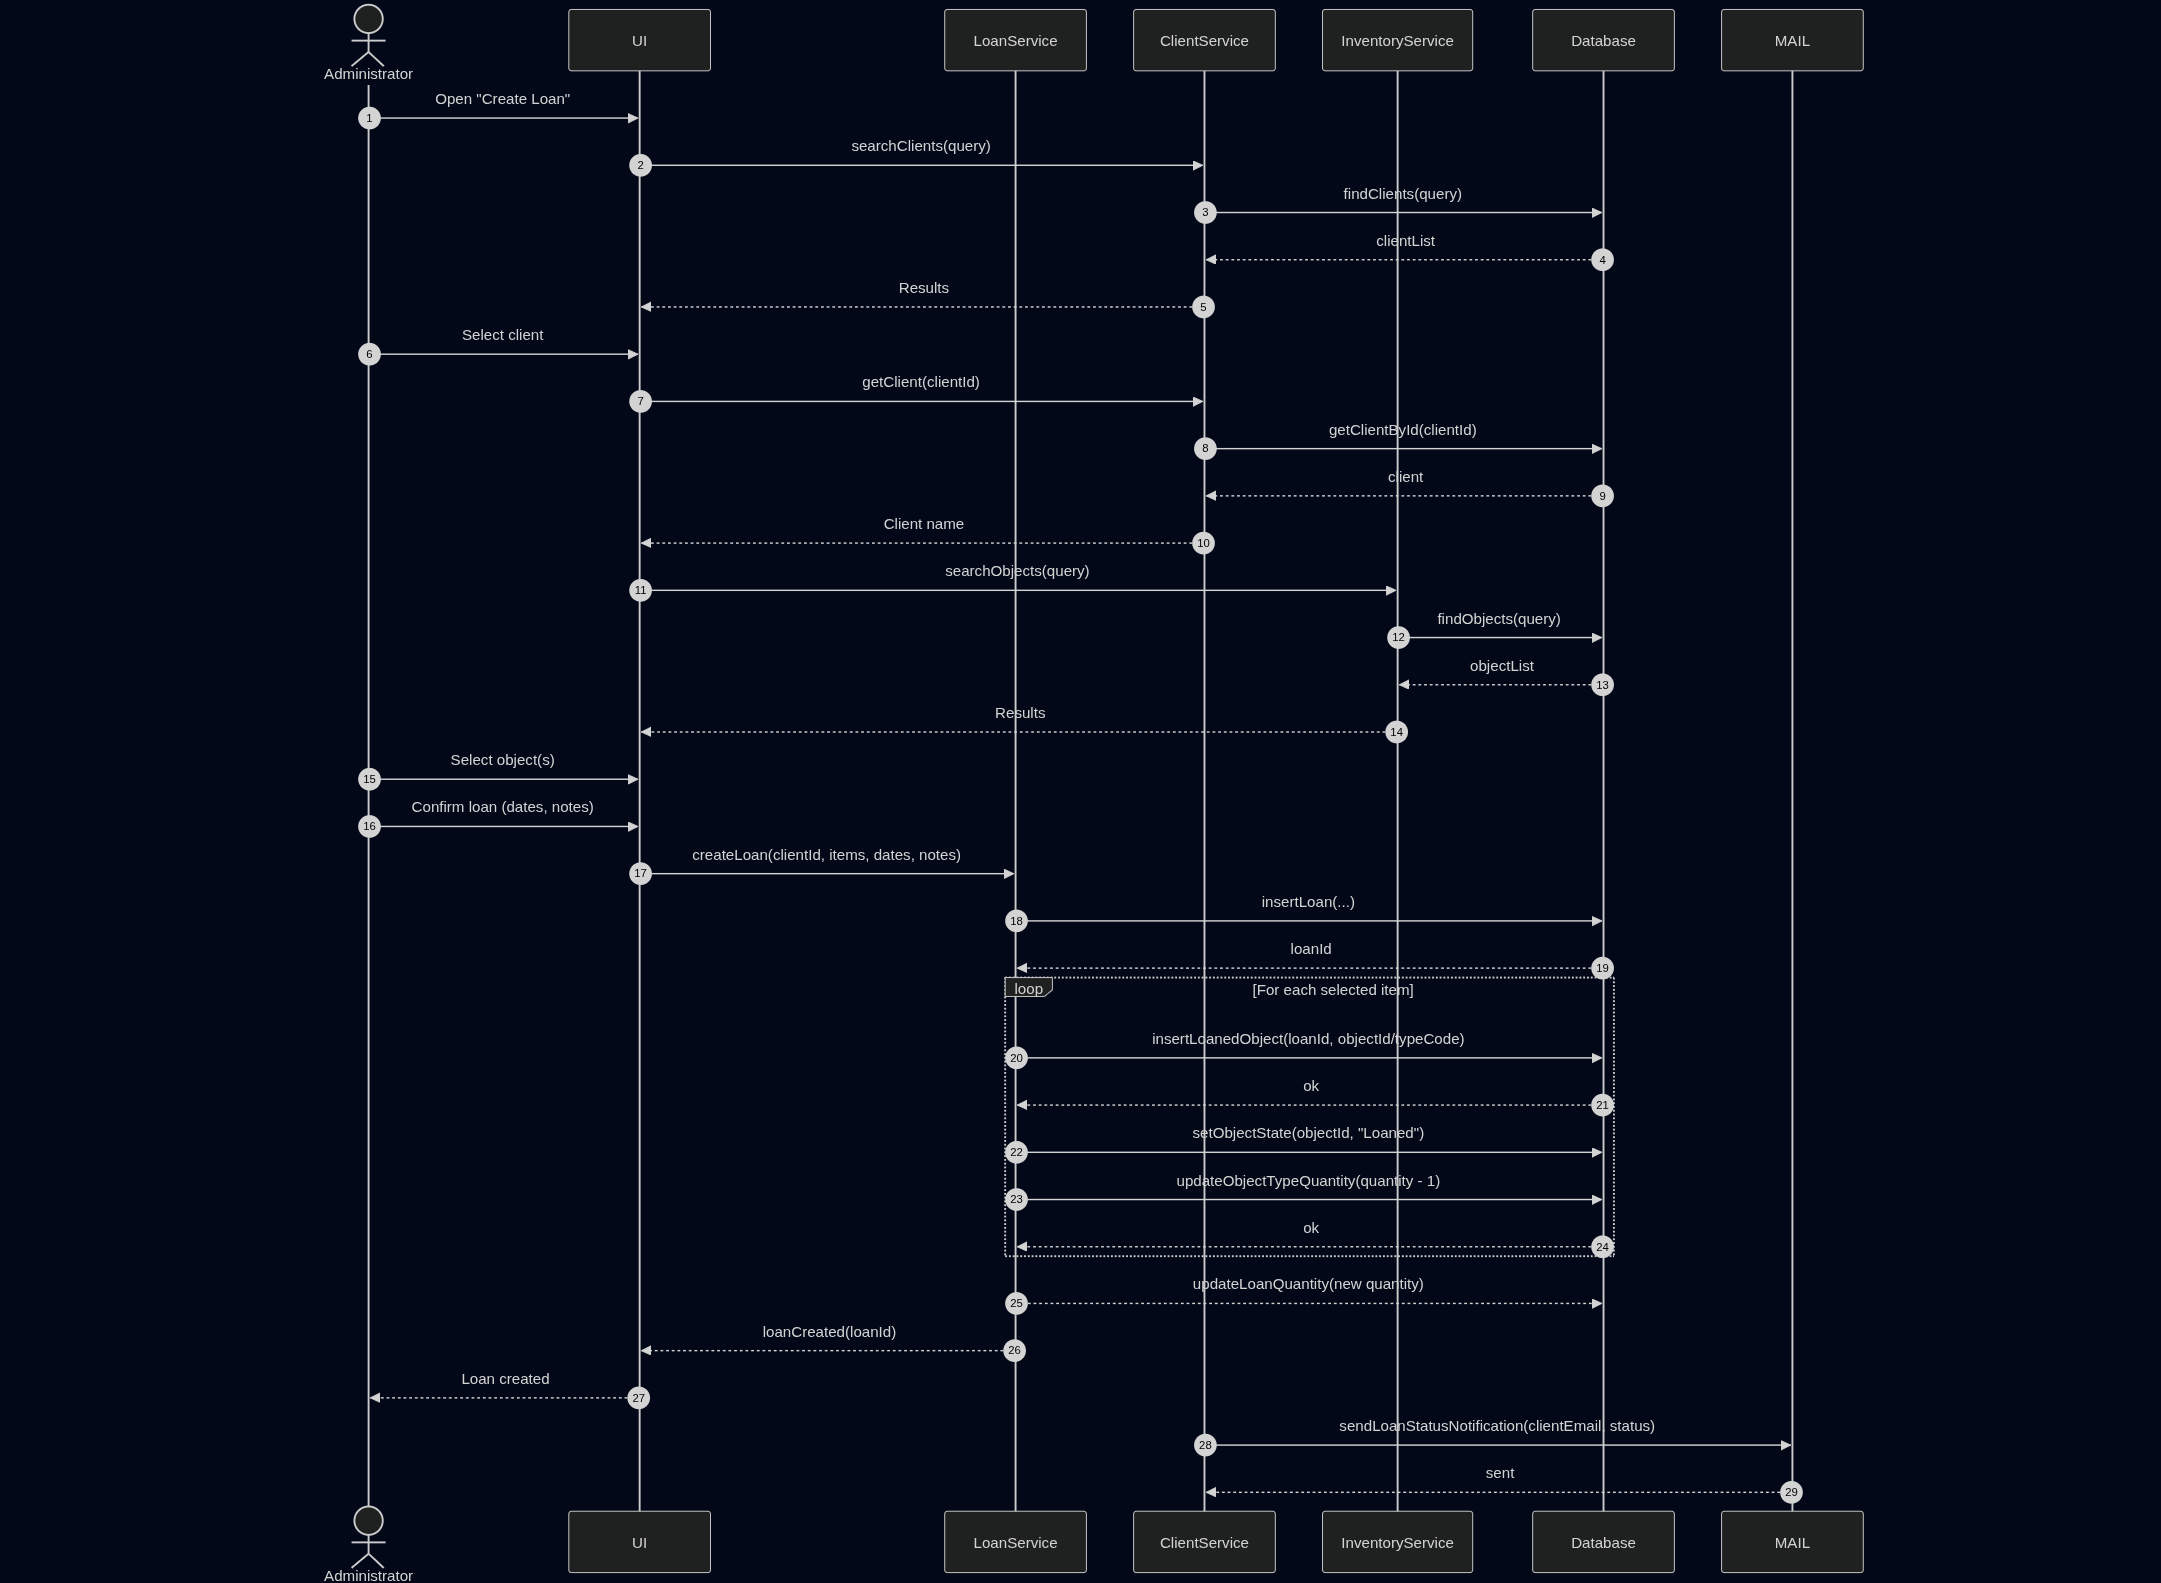 Administrator
UI
LoanService
ClientService
InventoryService
Database
MAIL
Open "Create Loan"
1
searchClients(query)
2
findClients(query)
3
clientList
4
Results
5
Select client
6
getClient(clientId)
7
getClientById(clientId)
8
client
9
Client name
10
searchObjects(query)
11
findObjects(query)
12
objectList
13
Results
14
Select object(s)
15
Confirm loan (dates, notes)
16
createLoan(clientId, items, dates, notes)
17
insertLoan(...)
18
loanId
19
loop
[For each selected item]
insertLoanedObject(loanId, objectId/typeCode)
20
ok
21
setObjectState(objectId, "Loaned")
22
updateObjectTypeQuantity(quantity - 1)
23
ok
24
updateLoanQuantity(new quantity)
25
loanCreated(loanId)
26
Loan created
27
sendLoanStatusNotification(clientEmail, status)
28
sent
29
Administrator
UI
LoanService
ClientService
InventoryService
Database
MAIL